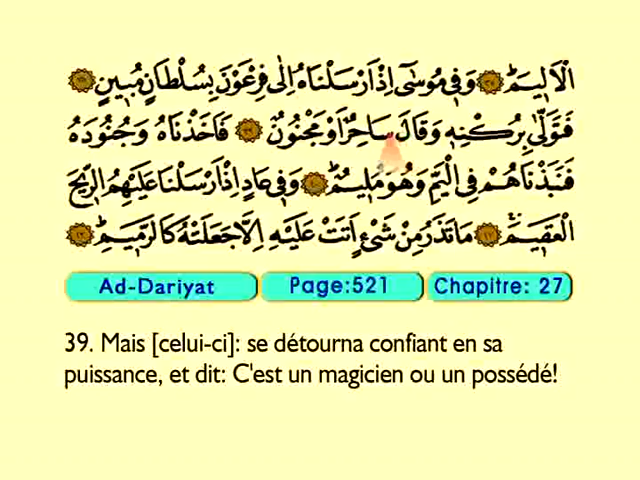 الْاَلِيمَ ﴿٣٧﴾ وَفِي مُوسٰٓى اِذْ اَرْسَلْنَاهُ اِلٰى فِرْعَوْنَ بِسُلْطَانٍ مُب۪ينٍ ﴿٣٨﴾
فَتَوَلّٰى بِرُكْنِه۪ وَقَالَ سَاحِرٌ اَوْ مَجْنُونٌ ﴿٣٩﴾ فَاَخَذْنَاهُ وَجُنُودَهُ
فَنَبَذْنَاهُمْ فِي الْيَمِّ وَهُوَ مُل۪يمٌ ﴿٤٠﴾ وَف۪ي عَادٍ اِذْ اَرْسَلْنَا عَلَيْهِمُ الرّ۪يحَ
الْعَق۪يمَ ﴿٤١﴾ مَا تَذَرُ مِنْ شَيْءٍ اَتَتْ عَلَيْهِ اِلَّا جَعَلَتْهُ كَالرَّم۪يمِ ﴿٤٢﴾
Ad-Dariyat Page:521 Chapitre: 27
39. Mais [celui-ci]: se détourna confiant en sa
puissance, et dit: C'est un magicien ou un possédé!